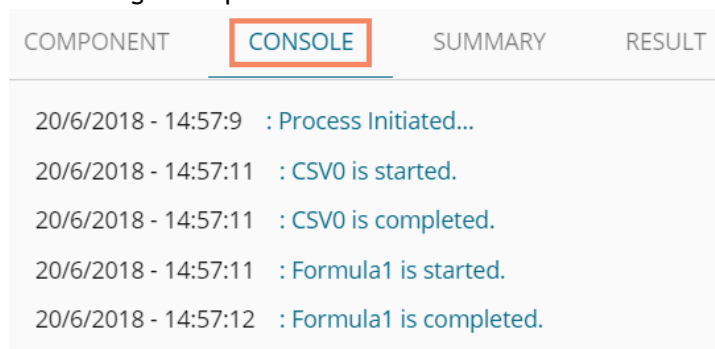 COMPONENT CONSOLE SUMMARY RESULT
20/6/2018 - 14:57:9 : Process Initiated...
20/6/2018 - 14:57:11 : CSV0 is started.
20/6/2018 - 14:57:11 : CSV0 is completed.
20/6/2018 - 14:57:11 : Formula1 is started.
20/6/2018 - 14:57:12 : Formula1 is completed.